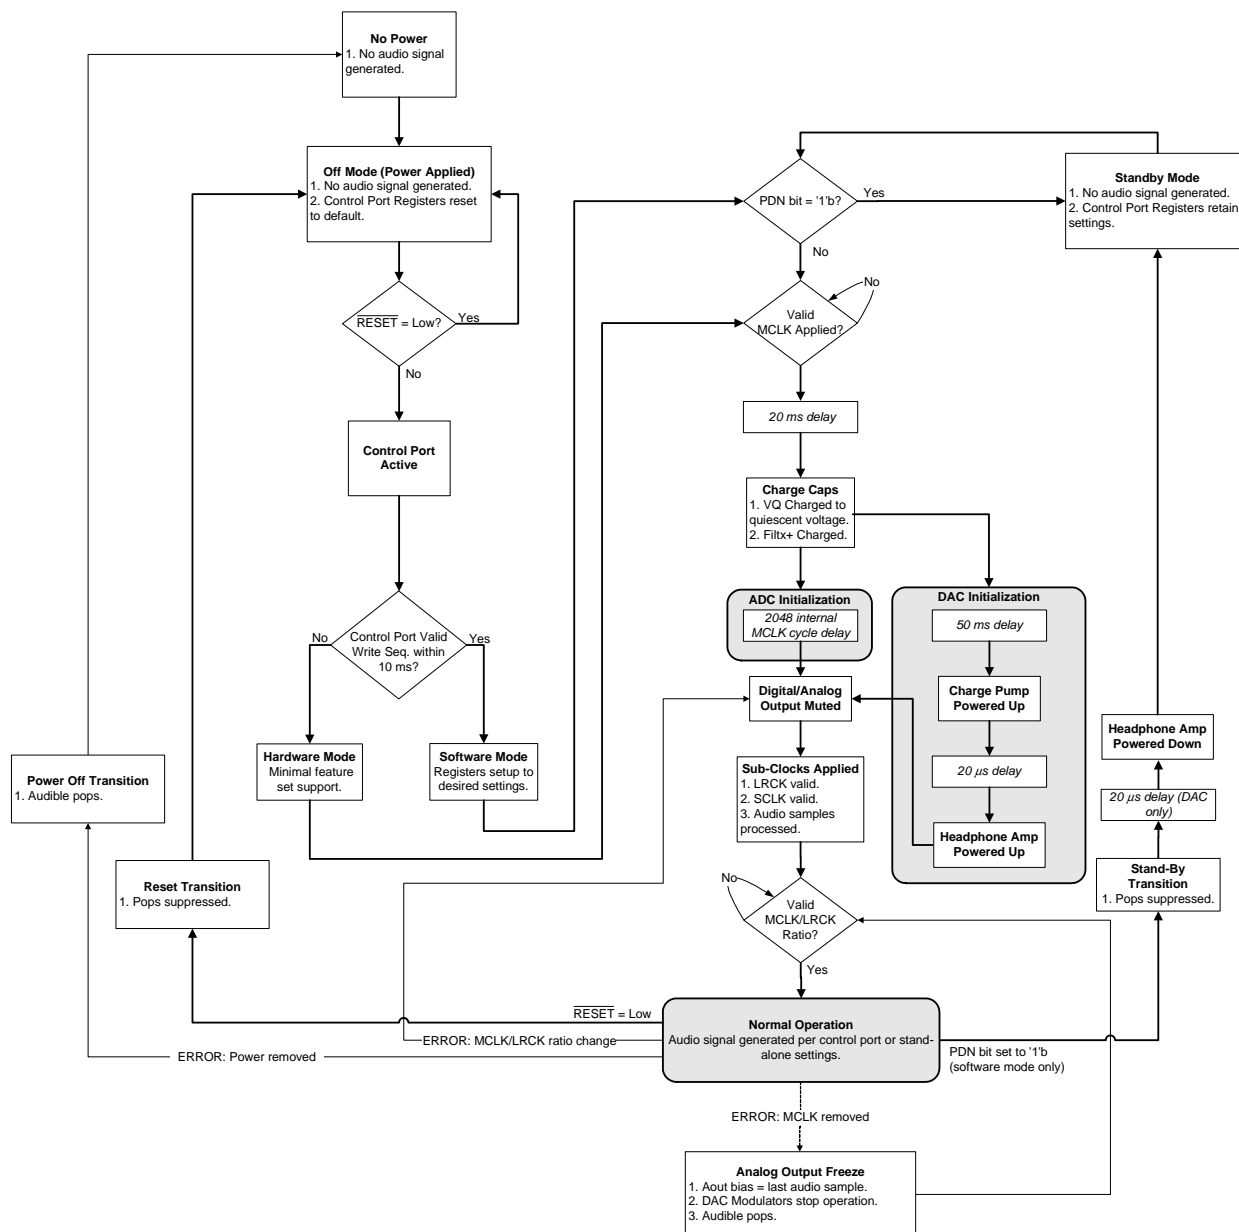 No Power
1. No audio signal
generated.
Off Mode (Power Applied)
1. No audio signal generated.
2. Control Port Registers reset
to default.
RESET = Low?
Yes
No
Control Port
Active
Control Port Valid
Write Seq. within
10 ms?
No
Yes
Hardware Mode
Minimal feature
set support.
Software Mode
Registers setup to
desired settings.
Power Off Transition
1. Audible pops.
Reset Transition
1. Pops suppressed.
PDN bit = '1'b?
Yes
No
Standby Mode
1. No audio signal generated.
2. Control Port Registers retain
settings.
Valid
MCLK Applied?
No
20 ms delay
Charge Caps
1. VQ Charged to
quiescent voltage.
2. Filtx+ Charged.
ADC Initialization
2048 internal
MCLK cycle delay
DAC Initialization
50 ms delay
Charge Pump
Powered Up
20 μs delay
Headphone Amp
Powered Up
Digital/Analog
Output Muted
Sub-Clocks Applied
1. LRCK valid.
2. SCLK valid.
3. Audio samples
processed.
No
Valid
MCLK/LRCK
Ratio?
Yes
Headphone Amp
Powered Down
20 μs delay (DAC
only)
Stand-By
Transition
1. Pops suppressed.
Normal Operation
Audio signal generated per control port or stand-
alone settings.
RESET = Low
ERROR: MCLK/LRCK ratio change
ERROR: Power removed
PDN bit set to '1'b
(software mode only)
ERROR: MCLK removed
Analog Output Freeze
1. Aout bias = last audio sample.
2. DAC Modulators stop operation.
3. Audible pops.